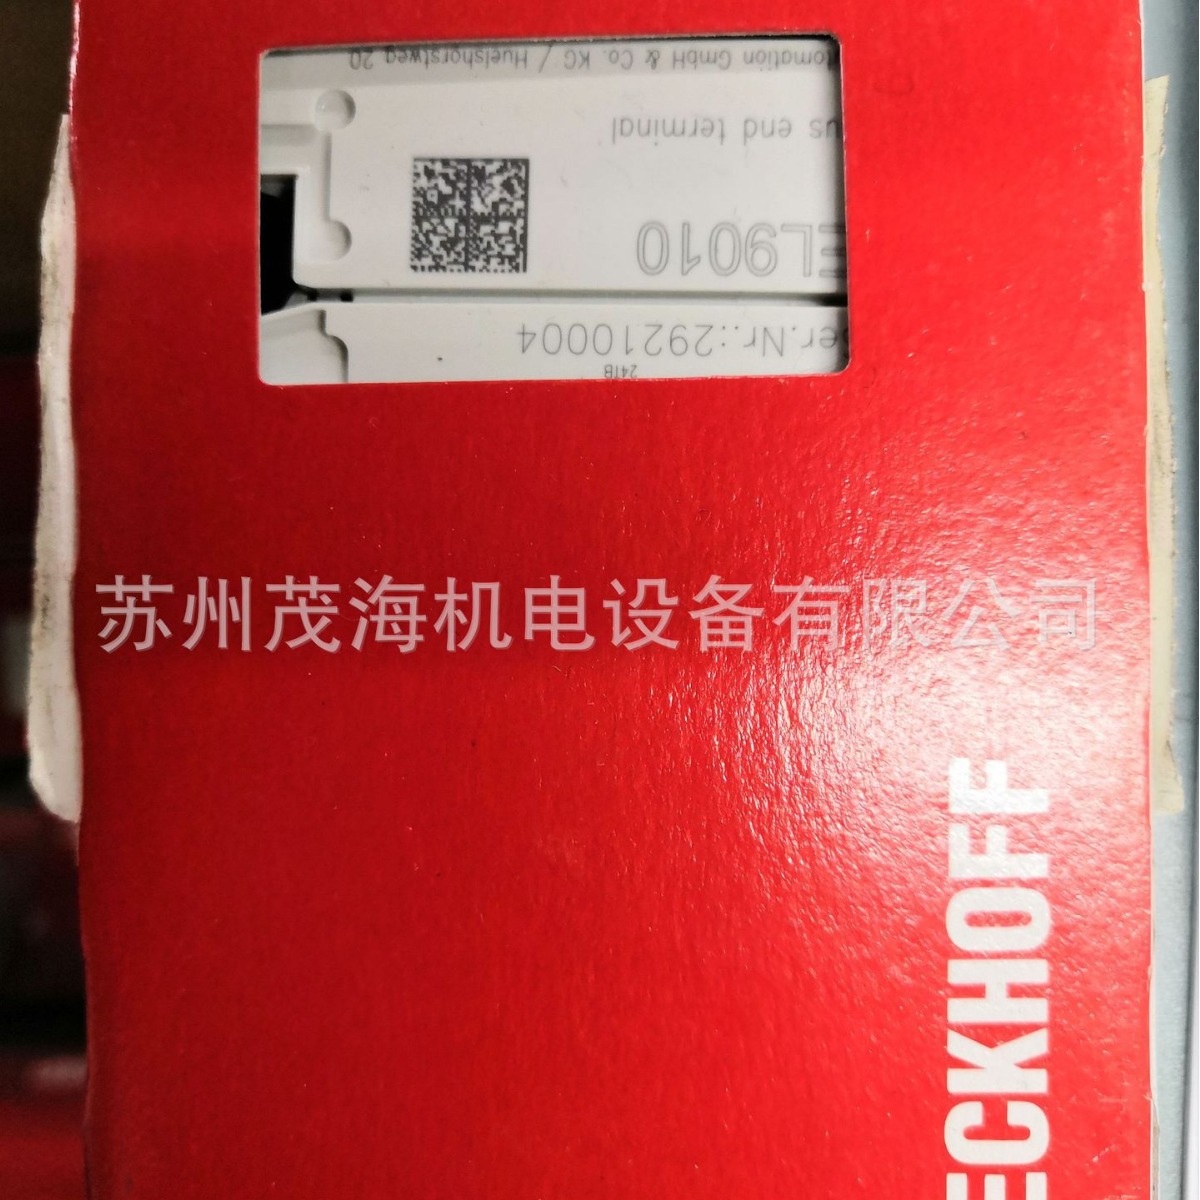 utomation GmbH & Co. KG / Huelshorstweg 20
us end terminal
EL9010
er.Nr.:29210004
241B
苏州茂海机电设备有限公司
ECKHOFF